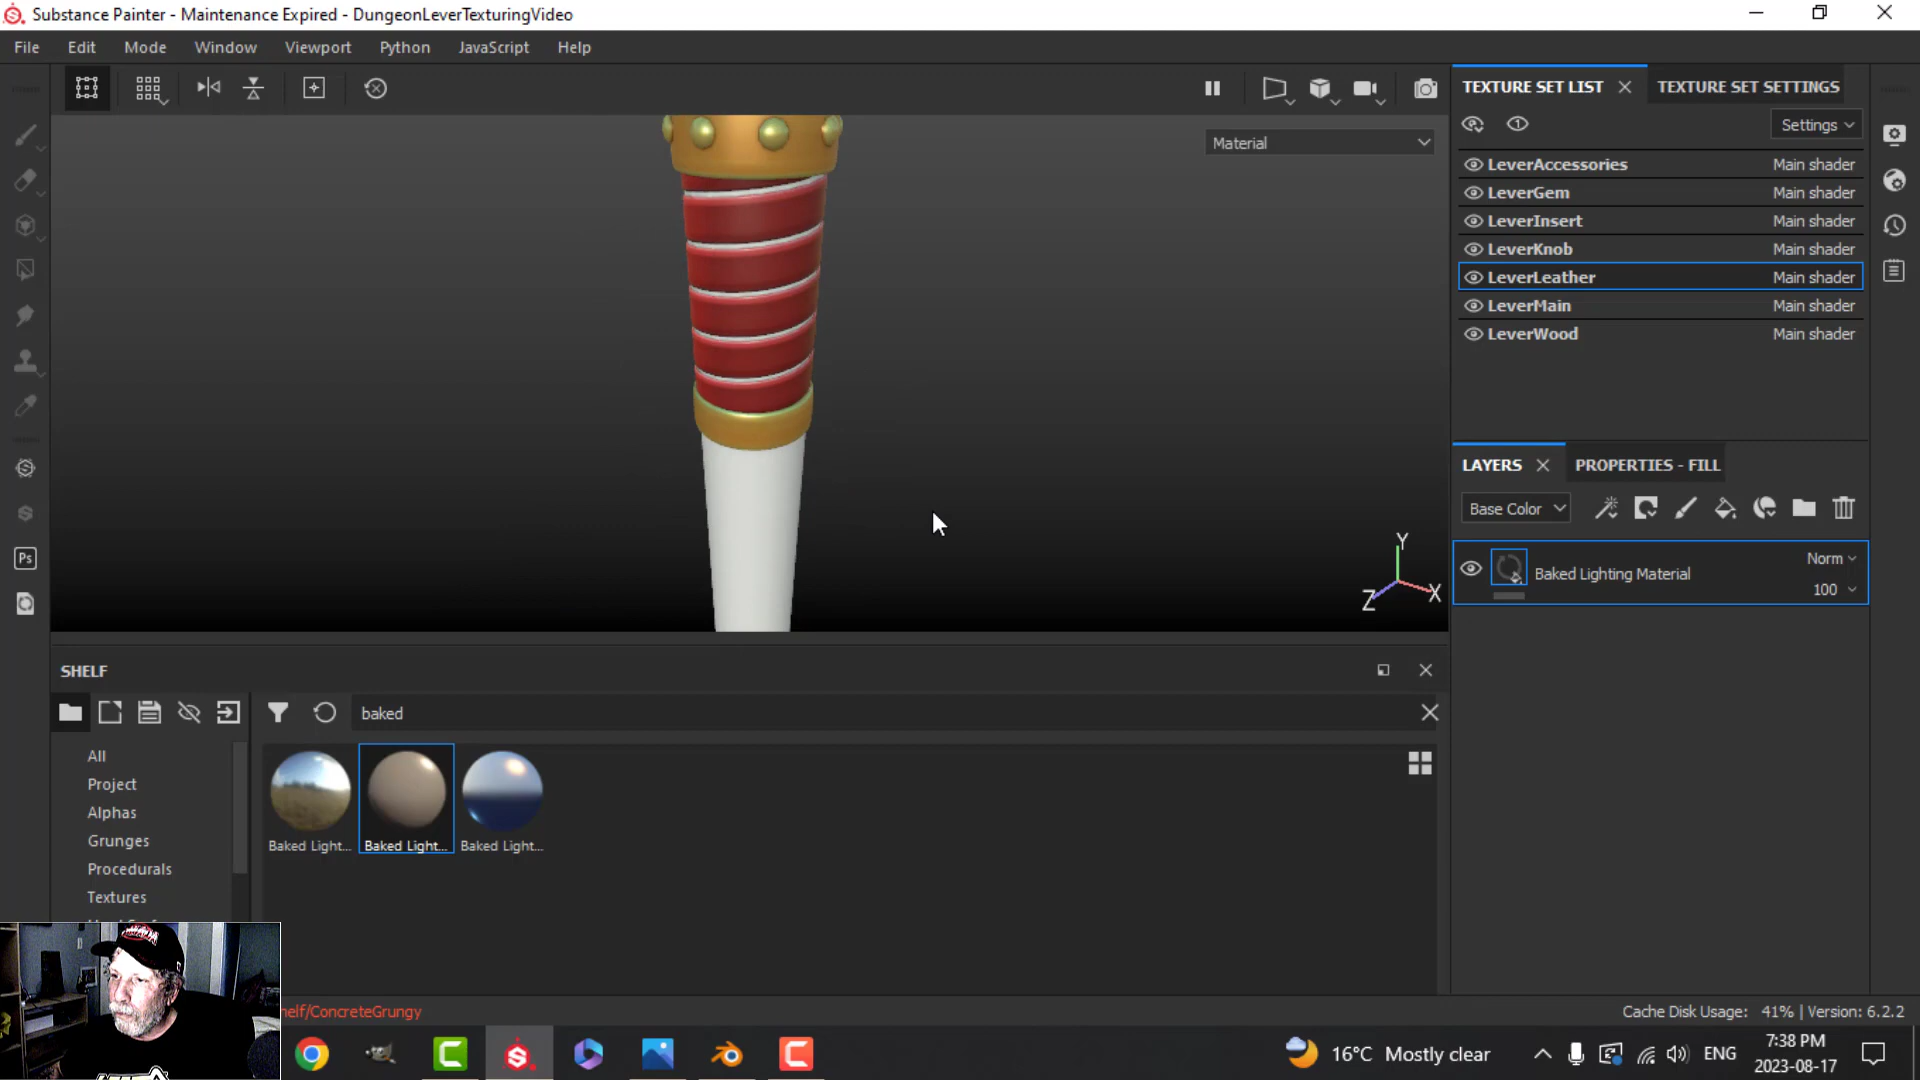 Substance Painter - Maintenance Expired - DungeonLeverTexturingVideo
File Edit Mode Window Viewport Python JavaScript Help
TEXTURE SET LIST TEXTURE SET SETTINGS
Settings
Material
LeverAccessories Main shader
LeverGem Main shader
LeverInsert Main shader
LeverKnob Main shader
LeverLeather Main shader
LeverMain Main shader
LeverWood Main shader
LAYERS PROPERTIES - FILL
Base Color
Norm
Baked Lighting Material
100
Y
X
Z
Ps
SHELF
baked
All
Project
Alphas
Grunges
Procedurals
Textures
Baked Light... Baked Light... Baked Light...
helf/ConcreteGrungy
Cache Disk Usage: 41% | Version: 6.2.2
16°C Mostly clear
ENG
7:38 PM
2023-08-17